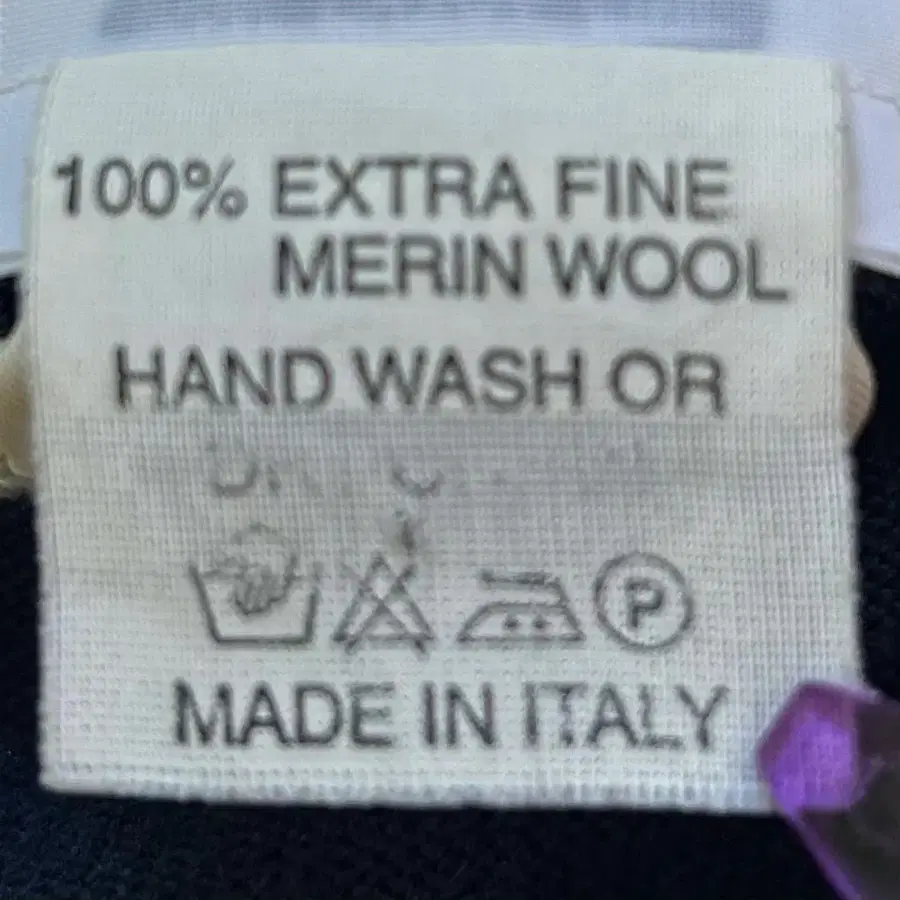 100% EXTRA FINE
MERIN WOOL
HAND WASH OR
P
MADE IN ITALY